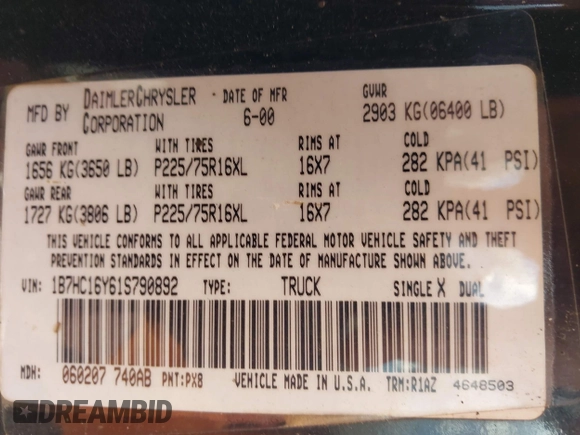 MFD BY DAIMLERCHRYSLER CORPORATION · DATE OF MFR 6-00 GVWR 2903 KG(06400 LB)
GAWR FRONT WITH TIRES RIMS AT COLD
1656 KG(3650 LB) P225/75R16XL 16X7 282 KPA(41 PSI)
GAWR REAR WITH TIRES RIMS AT COLD
1727 KG(3806 LB) P225/75R16XL 16X7 282 KPA(41 PSI)
THIS VEHICLE CONFORMS TO ALL APPLICABLE FEDERAL MOTOR VEHICLE SAFETY AND THEFT
PREVENTION STANDARDS IN EFFECT ON THE DATE OF MANUFACTURE SHOWN ABOVE.
VIN: 1B7HC16Y61S790892 TYPE: TRUCK SINGLE X DUAL
MDH: 060207 740AB PNT:PX8 VEHICLE MADE IN U.S.A. TRM:R1AZ 4648503
DREAMBID